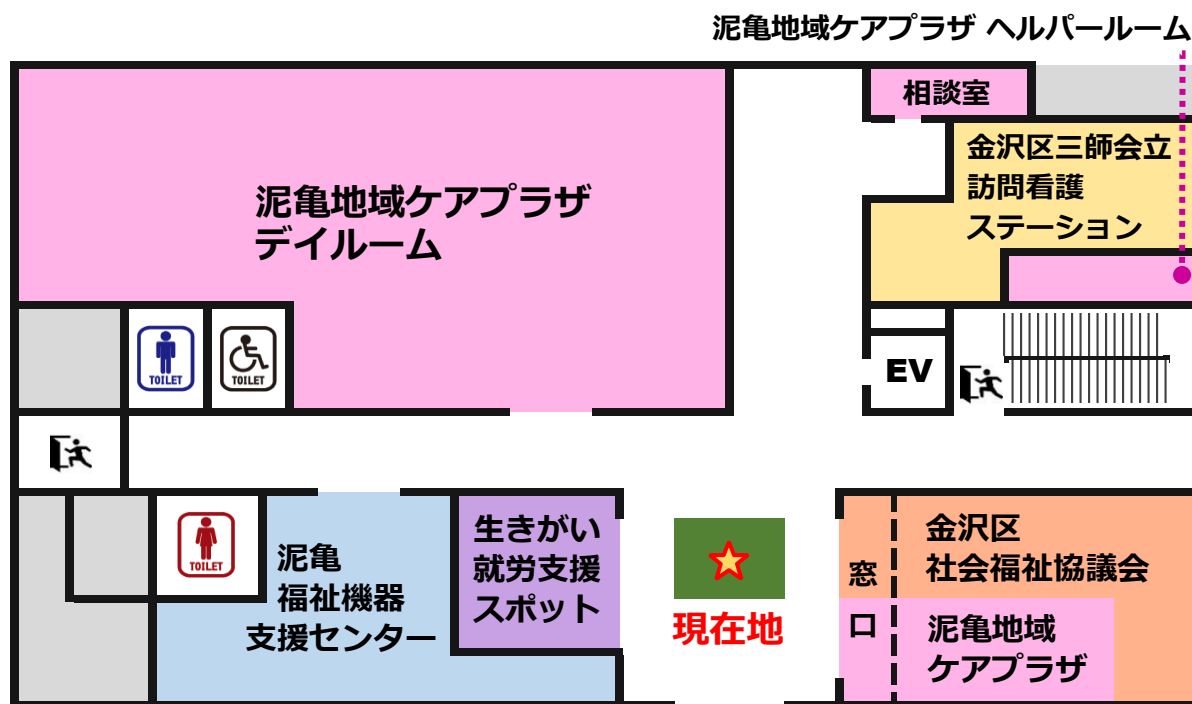 泥亀地域ケアプラザ ヘルパールーム
相談室
金沢区三師会立
訪問看護
ステーション
泥亀地域ケアプラザ
デイルーム
TOILET
TOILET
EV
TOILET
泥亀
福祉機器
支援センター
生きがい
就労支援
スポット
現在地
窓
口
金沢区
社会福祉協議会
泥亀地域
ケアプラザ